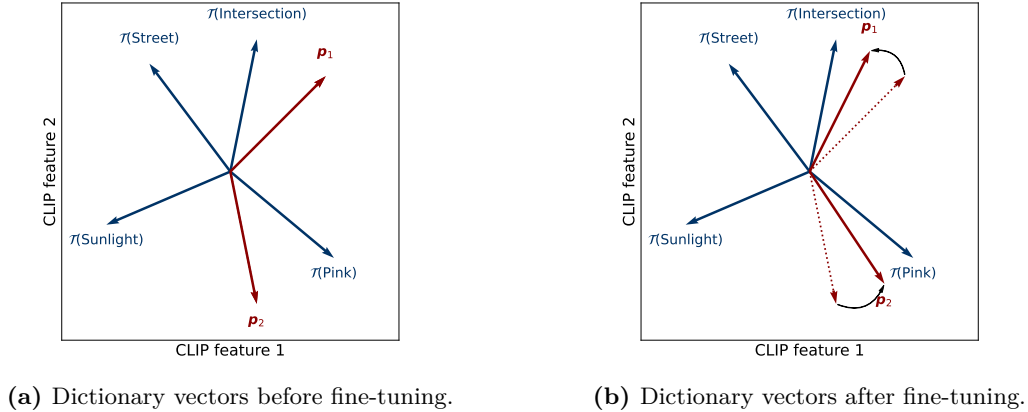 𝒯(Intersection)
𝒯(Street)
𝒑₁
𝒯(Sunlight)
𝒯(Pink)
𝒑₂
CLIP feature 2
CLIP feature 1
(a) Dictionary vectors before fine-tuning.
𝒯(Intersection)
𝒑₁
𝒯(Street)
𝒯(Sunlight)
𝒯(Pink)
𝒑₂
CLIP feature 2
CLIP feature 1
(b) Dictionary vectors after fine-tuning.